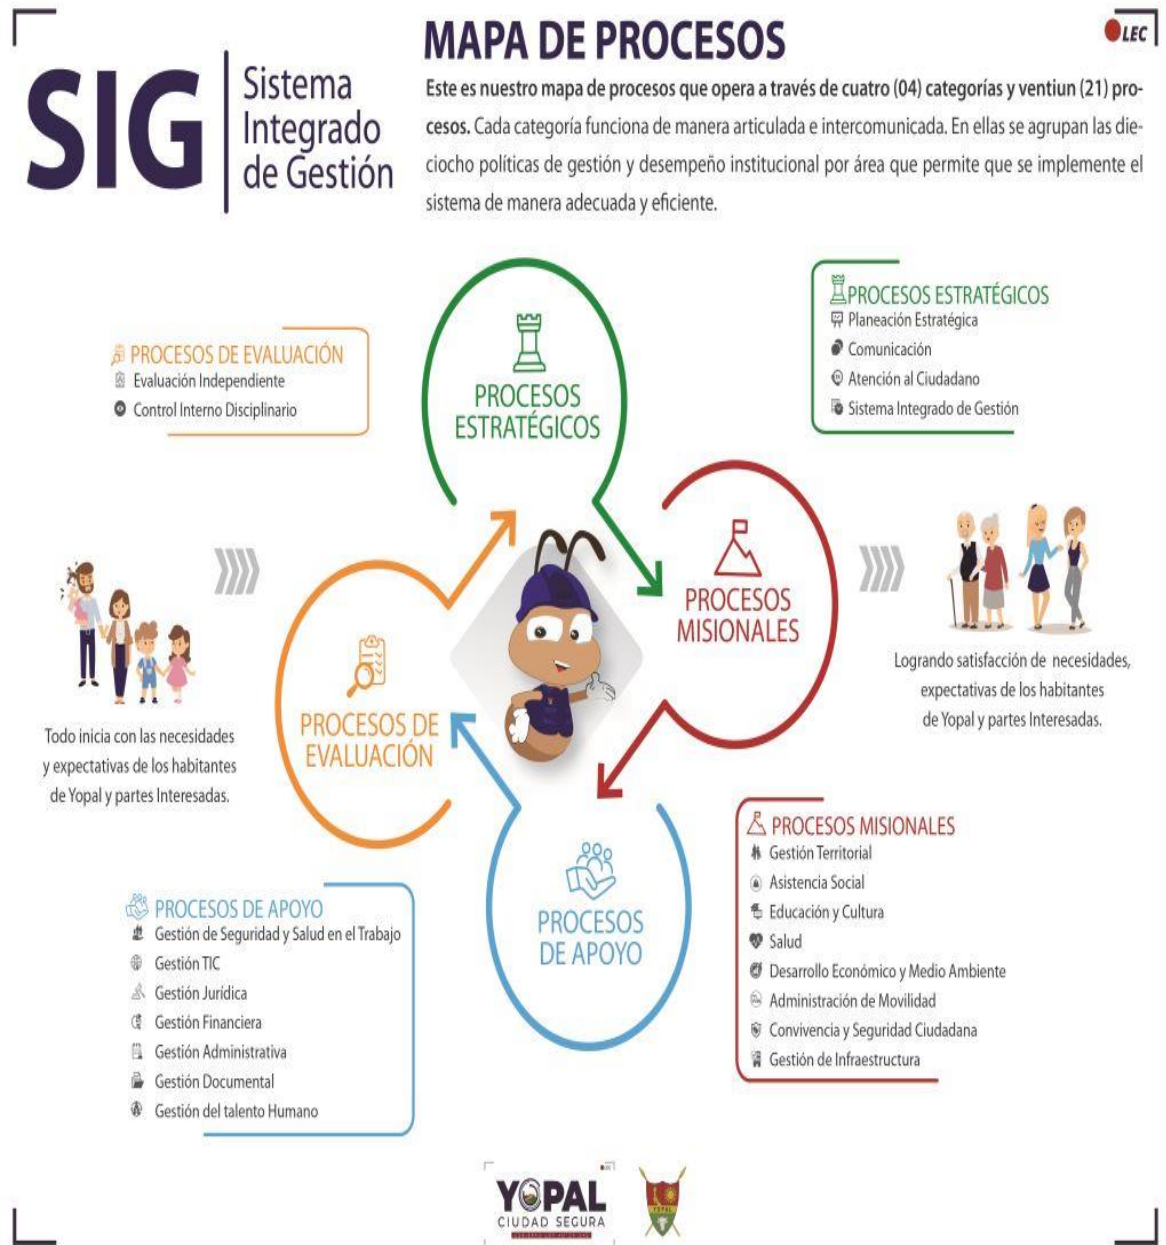 MAPA DE PROCESOS
LEC
SIG
Sistema
Integrado
de Gestión
Este es nuestro mapa de procesos que opera a través de cuatro (04) categorías y ventiun (21) pro-
cesos. Cada categoría funciona de manera articulada e intercomunicada. En ellas se agrupan las die-
ciocho políticas de gestión y desempeño institucional por área que permite que se implemente el
sistema de manera adecuada y eficiente.
PROCESOS DE EVALUACIÓN
Evaluación Independiente
Control Interno Disciplinario
PROCESOS
ESTRATÉGICOS
PROCESOS ESTRATÉGICOS
Planeación Estratégica
Comunicación
Atención al Ciudadano
Sistema Integrado de Gestión
PROCESOS
MISIONALES
PROCESOS DE
EVALUACIÓN
Todo inicia con las necesidades
y expectativas de los habitantes
de Yopal y partes Interesadas.
Logrando satisfacción de necesidades,
expectativas de los habitantes
de Yopal y partes Interesadas.
PROCESOS
DE APOYO
PROCESOS DE APOYO
Gestión de Seguridad y Salud en el Trabajo
Gestión TIC
Gestión Jurídica
Gestión Financiera
Gestión Administrativa
Gestión Documental
Gestión del talento Humano
PROCESOS MISIONALES
Gestión Territorial
Asistencia Social
Educación y Cultura
Salud
Desarrollo Económico y Medio Ambiente
Administración de Movilidad
Convivencia y Seguridad Ciudadana
Gestión de Infraestructura
YOPAL
CIUDAD SEGURA
YOPAL